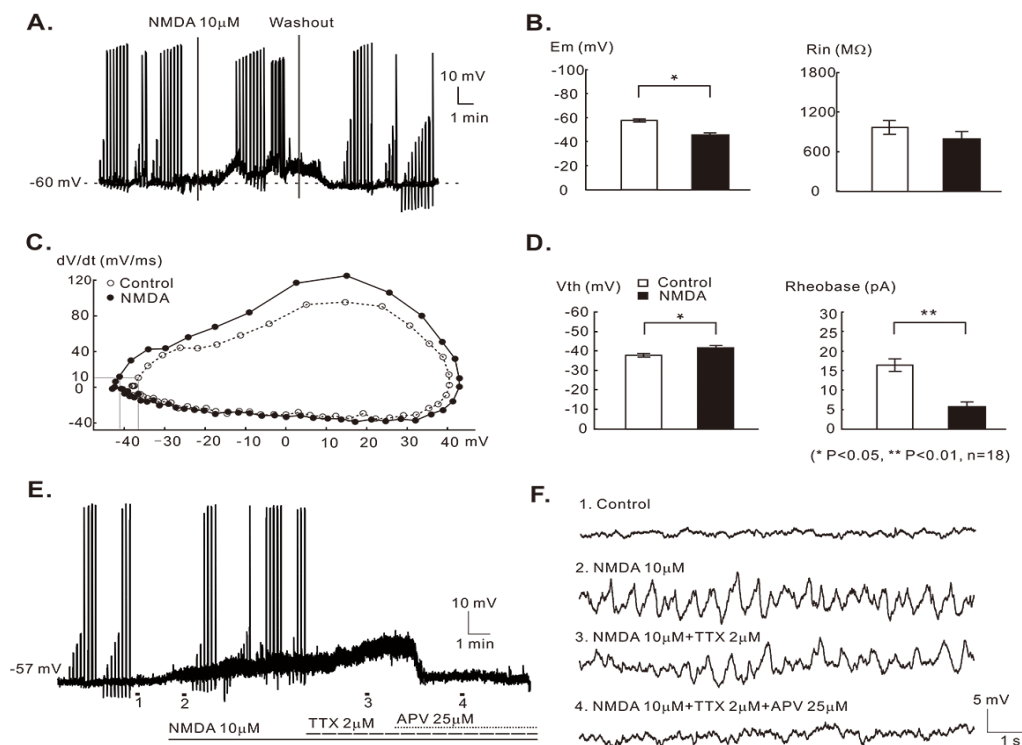 A.
NMDA 10μM
Washout
10 mV
1 min
-60 mV
B.
Em (mV)
-100
-80
-60
-40
-20
0
*
Rin (MΩ)
1800
1200
600
0
C.
dV/dt (mV/ms)
Control
NMDA
120
80
40
10
0
-40
-40
-30
-20
-10
0
10
20
30
40
mV
D.
Vth (mV)
Control
NMDA
-60
-50
-40
-30
-20
-10
0
*
Rheobase (pA)
30
25
20
15
10
5
0
**
(* P<0.05, ** P<0.01, n=18)
E.
10 mV
1 min
-57 mV
1
2
3
4
NMDA 10μM
TTX 2μM
APV 25μM
F.
1. Control
2. NMDA 10μM
3. NMDA 10μM+TTX 2μM
4. NMDA 10μM+TTX 2μM+APV 25μM
5 mV
1 s